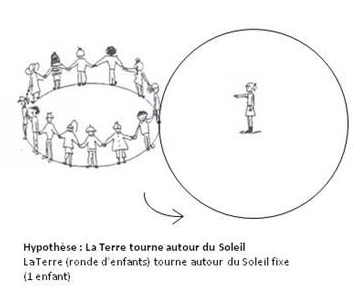 Hypothèse : La Terre tourne autour du Soleil
LaTerre (ronde d'enfants) tourne autour du Soleil fixe
(1 enfant)